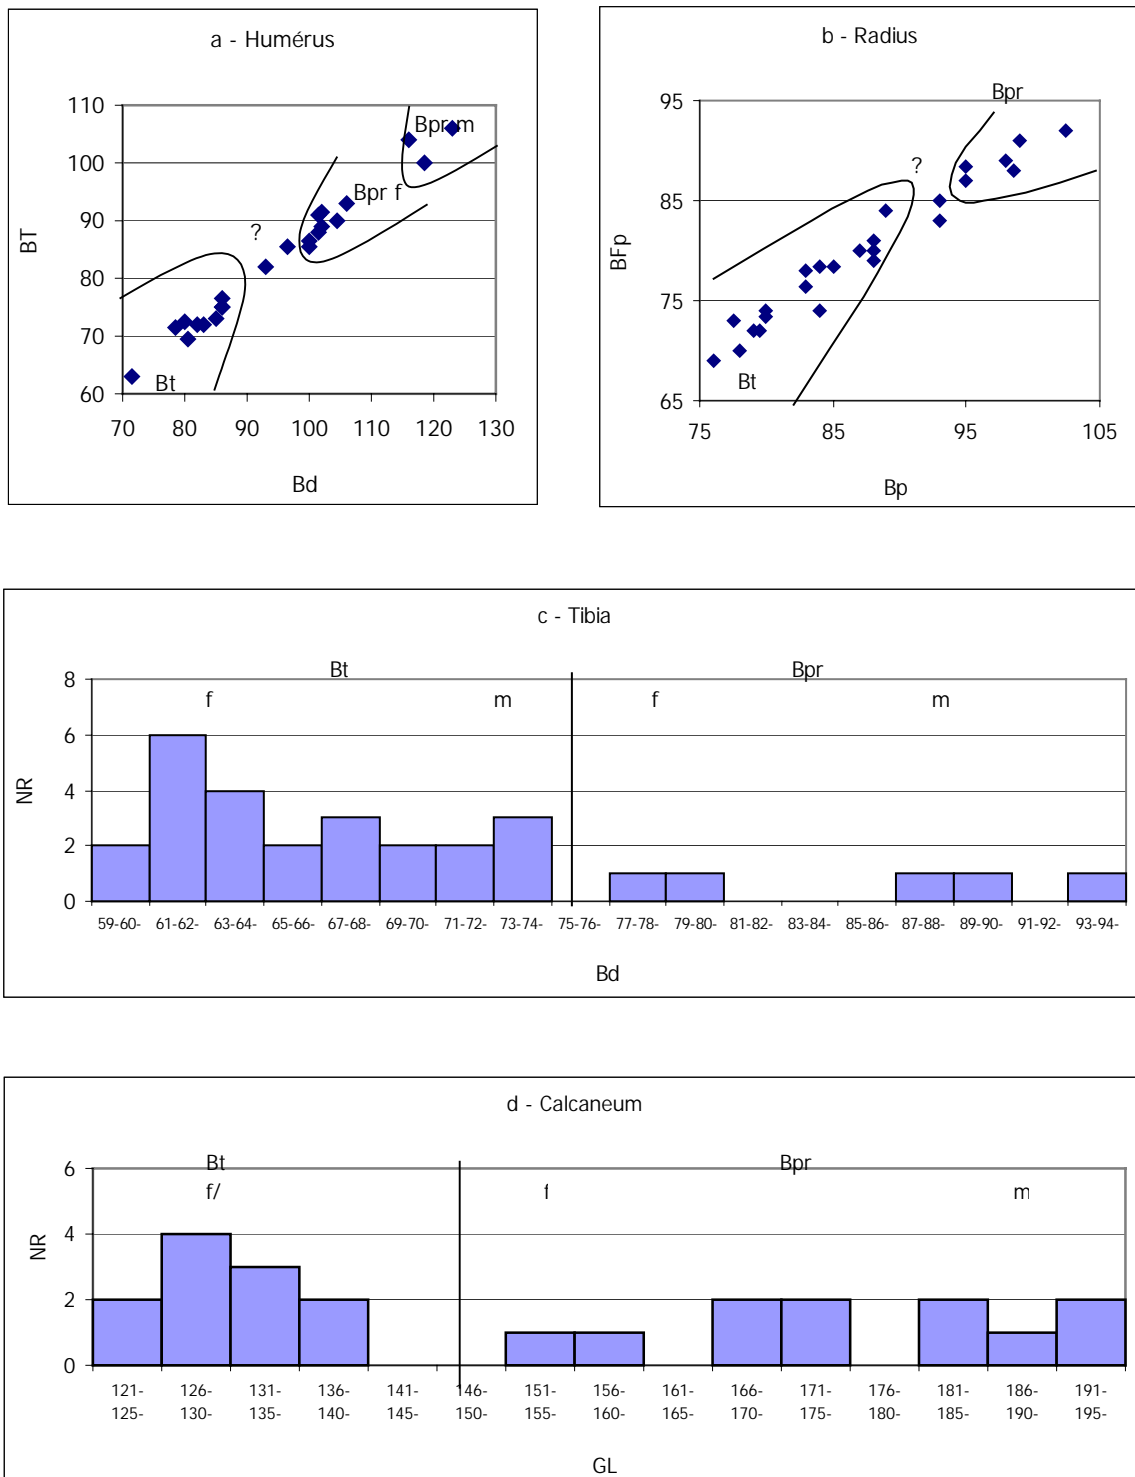 a - Humérus
110
100
90
80
70
60
BT
Bpr m
Bpr f
?
Bt
70 80 90 100 110 120 130
Bd
b - Radius
Bpr
95
85
75
65
BFp
?
Bt
75 85 95 105
Bp
c - Tibia
Bt Bpr
8
6
4
2
0
NR
f m f m
59-60- 61-62- 63-64- 65-66- 67-68- 69-70- 71-72- 73-74- 75-76- 77-78- 79-80- 81-82- 83-84- 85-86- 87-88- 89-90- 91-92- 93-94-
Bd
d - Calcaneum
Bt Bpr
6
4
2
0
NR
f/ f m
121- 126- 131- 136- 141- 146- 151- 156- 161- 166- 171- 176- 181- 186- 191-
125- 130- 135- 140- 145- 150- 155- 160- 165- 170- 175- 180- 185- 190- 195-
GL